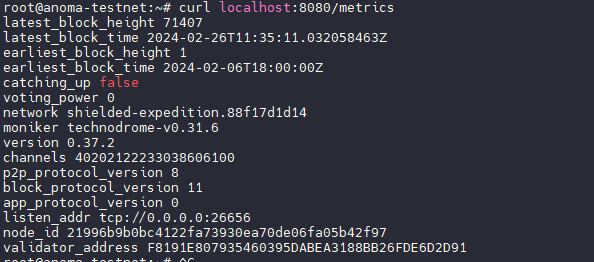 root@anoma-testnet:~# curl localhost:8080/metrics
latest_block_height 71407
latest_block_time 2024-02-26T11:35:11.032058463Z
earliest_block_height 1
earliest_block_time 2024-02-06T18:00:00Z
catching_up false
voting_power 0
network shielded-expedition.88f17d1d14
moniker technodrome-v0.31.6
version 0.37.2
channels 40202122233038606100
p2p_protocol_version 8
block_protocol_version 11
app_protocol_version 0
listen_addr tcp://0.0.0.0:26656
node_id 21996b9b0bc4122fa73930ea70de06fa05b42f97
validator_address F8191E807935460395DABEA3188BB26FDE6D2D91
root@anoma-testnet:~# ^C